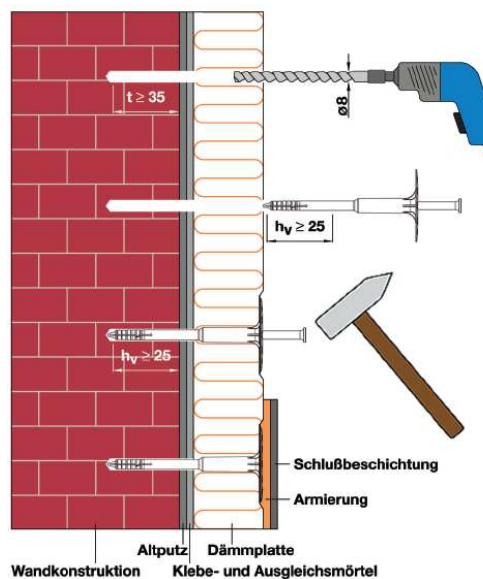 t ≥ 35
ø8
hv ≥ 25
hv ≥ 25
Schlußbeschichtung
Armierung
Altputz Dämmplatte
Wandkonstruktion Klebe- und Ausgleichsmörtel